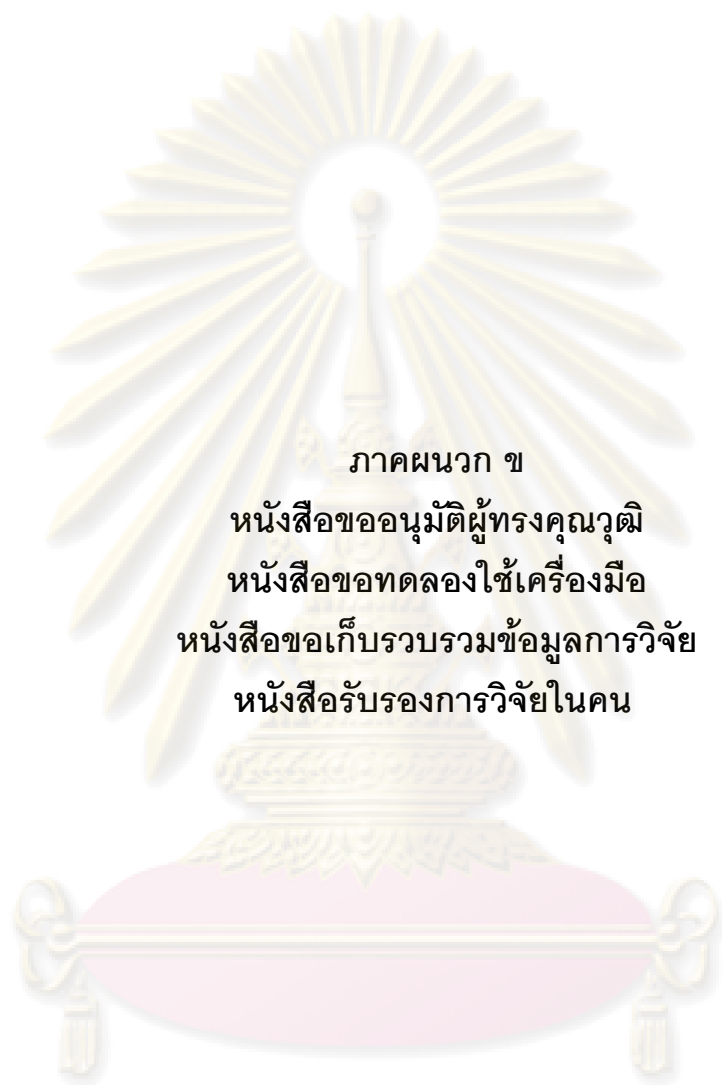 ภาคผนวก ข
หนังสือขออนุมัติผู้ทรงคุณวุฒิ
หนังสือขอทดลองใช้เครื่องมือ
หนังสือขอเก็บรวบรวมข้อมูลการวิจัย
หนังสือรับรองการวิจัยในคน